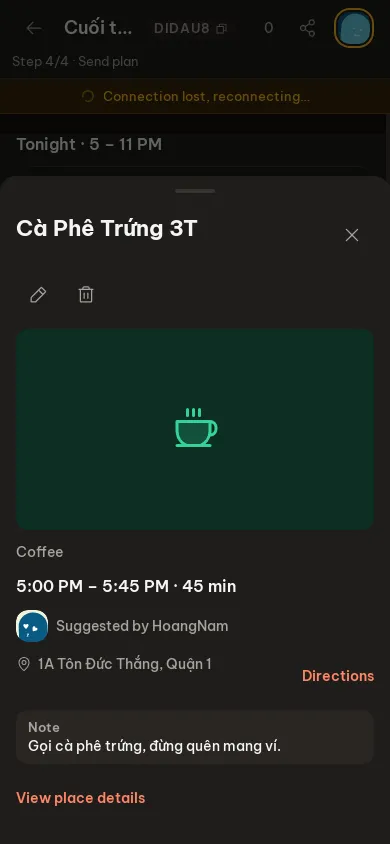 Cuối t...
DIDAU8
0
Step 4/4 · Send plan
Connection lost, reconnecting...
Tonight · 5 – 11 PM
Cà Phê Trứng 3T
Coffee
5:00 PM – 5:45 PM · 45 min
Suggested by HoangNam
1A Tôn Đức Thắng, Quận 1
Directions
Note
Gọi cà phê trứng, đừng quên mang ví.
View place details